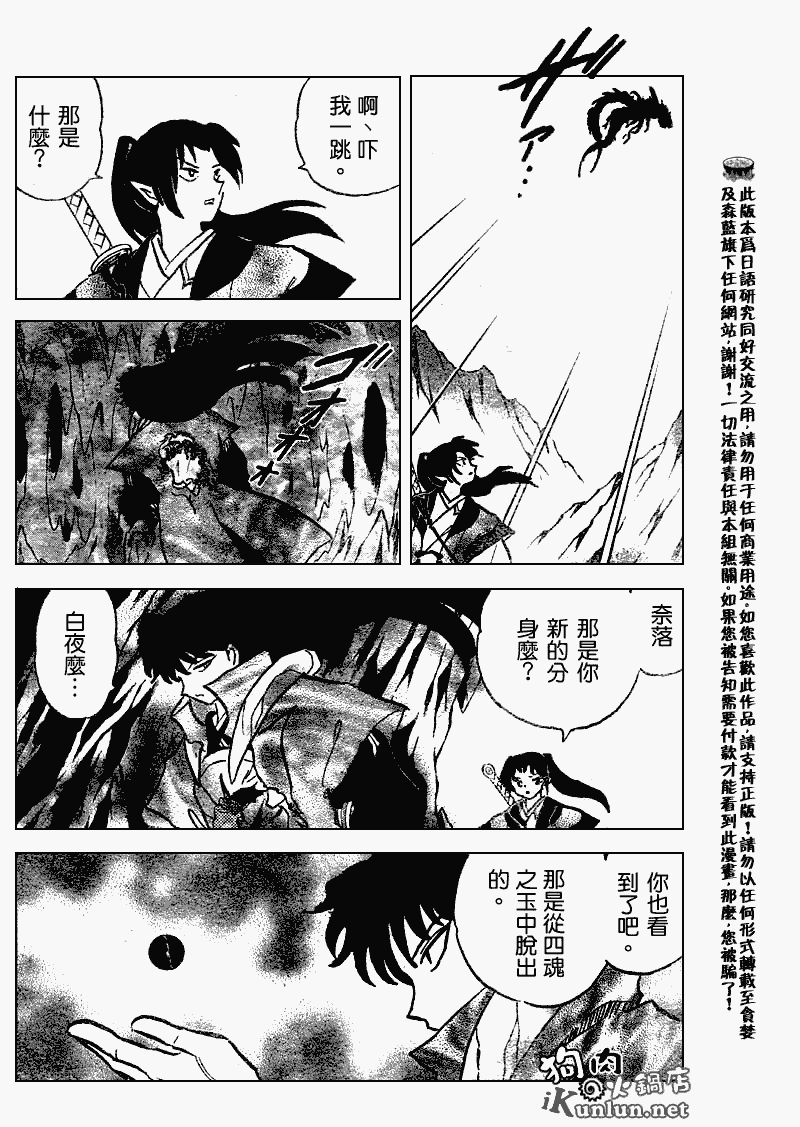 ゴ
ォ
…
啊、吓
我一跳。
那是
什麼？
ゴ
オ
オ
…
奈落
那是你
新的分
身麼？
白夜麼…
你也看
到了吧。
那是從四魂
之玉中脫出
的。
此版本爲日語研究同好交流之用，請勿用于任何商業用途。如您喜歡此作品，請支持正版！請勿以任何形式轉載至貪婪
及森藍旗下任何網站，謝謝！一切法律責任與本組無關。如果您被告知需要付款才能看到此漫畫，那麼，您被騙了！
狗肉
火鍋店
iKunlun.net